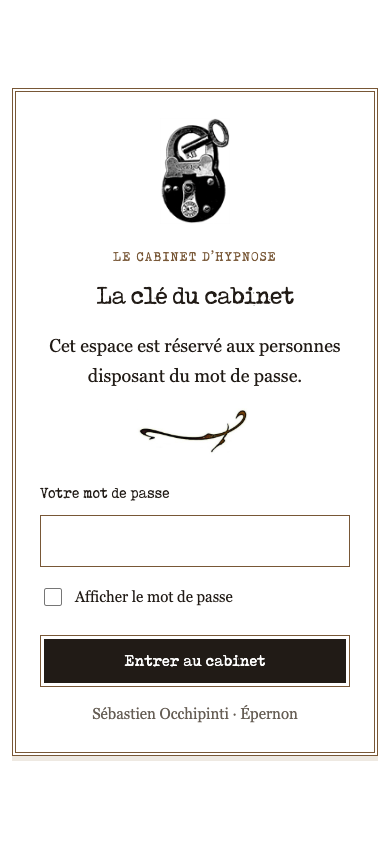 LE CABINET D'HYPNOSE
La clé du cabinet
Cet espace est réservé aux personnes
disposant du mot de passe.
Votre mot de passe
Afficher le mot de passe
Entrer au cabinet
Sébastien Occhipinti · Épernon